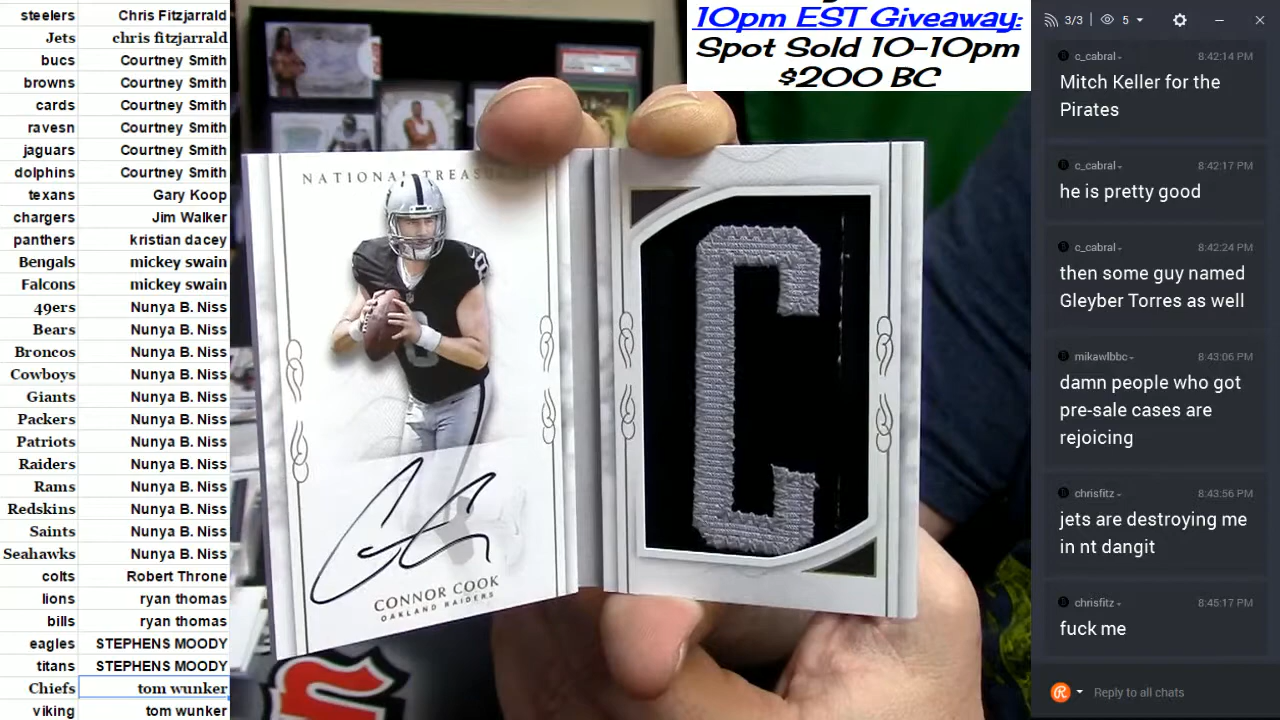 steelers Chris Fitzjarrald
Jets chris fitzjarrald
bucs Courtney Smith
browns Courtney Smith
cards Courtney Smith
ravesn Courtney Smith
jaguars Courtney Smith
dolphins Courtney Smith
texans Gary Koop
chargers Jim Walker
panthers kristian dacey
Bengals mickey swain
Falcons mickey swain
49ers Nunya B. Niss
Bears Nunya B. Niss
Broncos Nunya B. Niss
Cowboys Nunya B. Niss
Giants Nunya B. Niss
Packers Nunya B. Niss
Patriots Nunya B. Niss
Raiders Nunya B. Niss
Rams Nunya B. Niss
Redskins Nunya B. Niss
Saints Nunya B. Niss
Seahawks Nunya B. Niss
colts Robert Throne
lions ryan thomas
bills ryan thomas
eagles STEPHENS MOODY
titans STEPHENS MOODY
Chiefs tom wunker
viking tom wunker
10pm EST Giveaway:
Spot Sold 10-10pm
$200 BC
NATIONAL
CONNOR COOK
OAKLAND RAIDERS
C
3/3 5
c_cabral 8:42:14 PM
Mitch Keller for the
Pirates
c_cabral 8:42:17 PM
he is pretty good
c_cabral 8:42:24 PM
then some guy named
Gleyber Torres as well
mikawlbbc 8:43:06 PM
damn people who got
pre-sale cases are
rejoicing
chrisfitz 8:43:56 PM
jets are destroying me
in nt dangit
chrisfitz 8:45:17 PM
fuck me
Reply to all chats